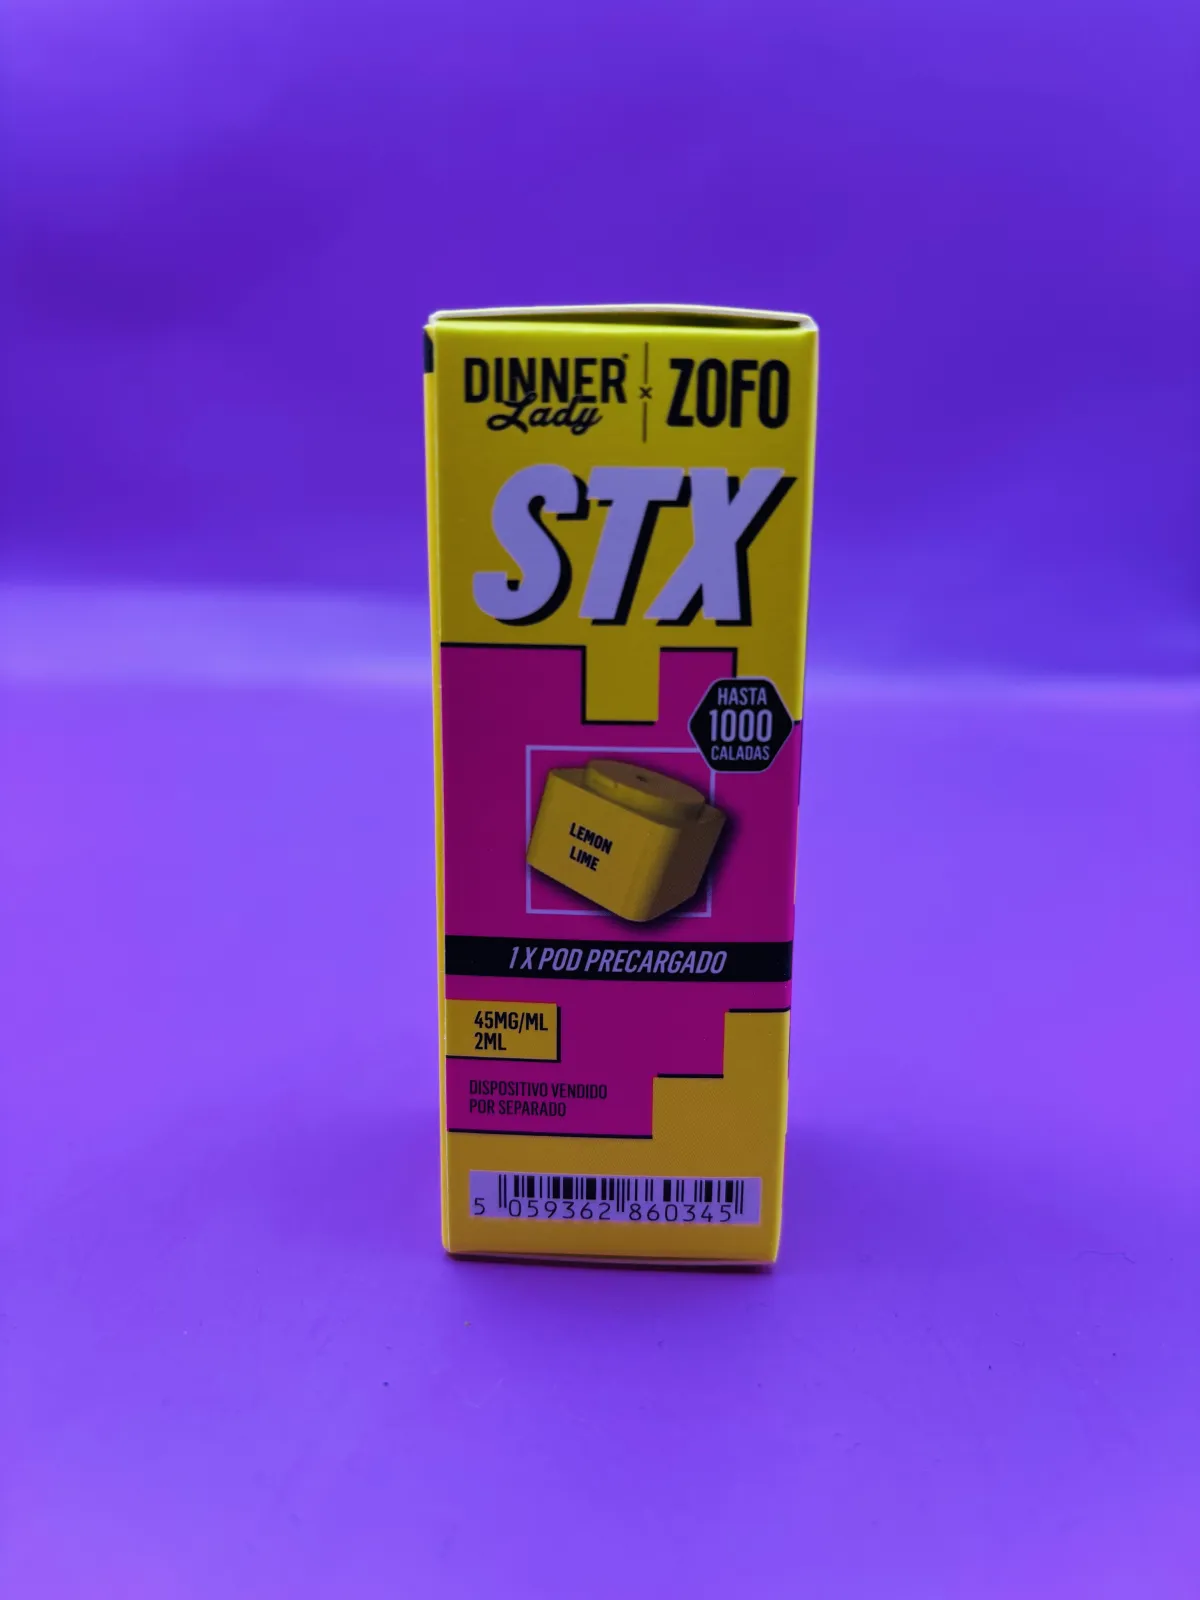 DINNER Lady x ZOFO
STX
HASTA
1000
CALADAS
LEMON
LIME
1 X POD PRECARGADO
45MG/ML
2ML
DISPOSITIVO VENDIDO
POR SEPARADO
5 059362 860345